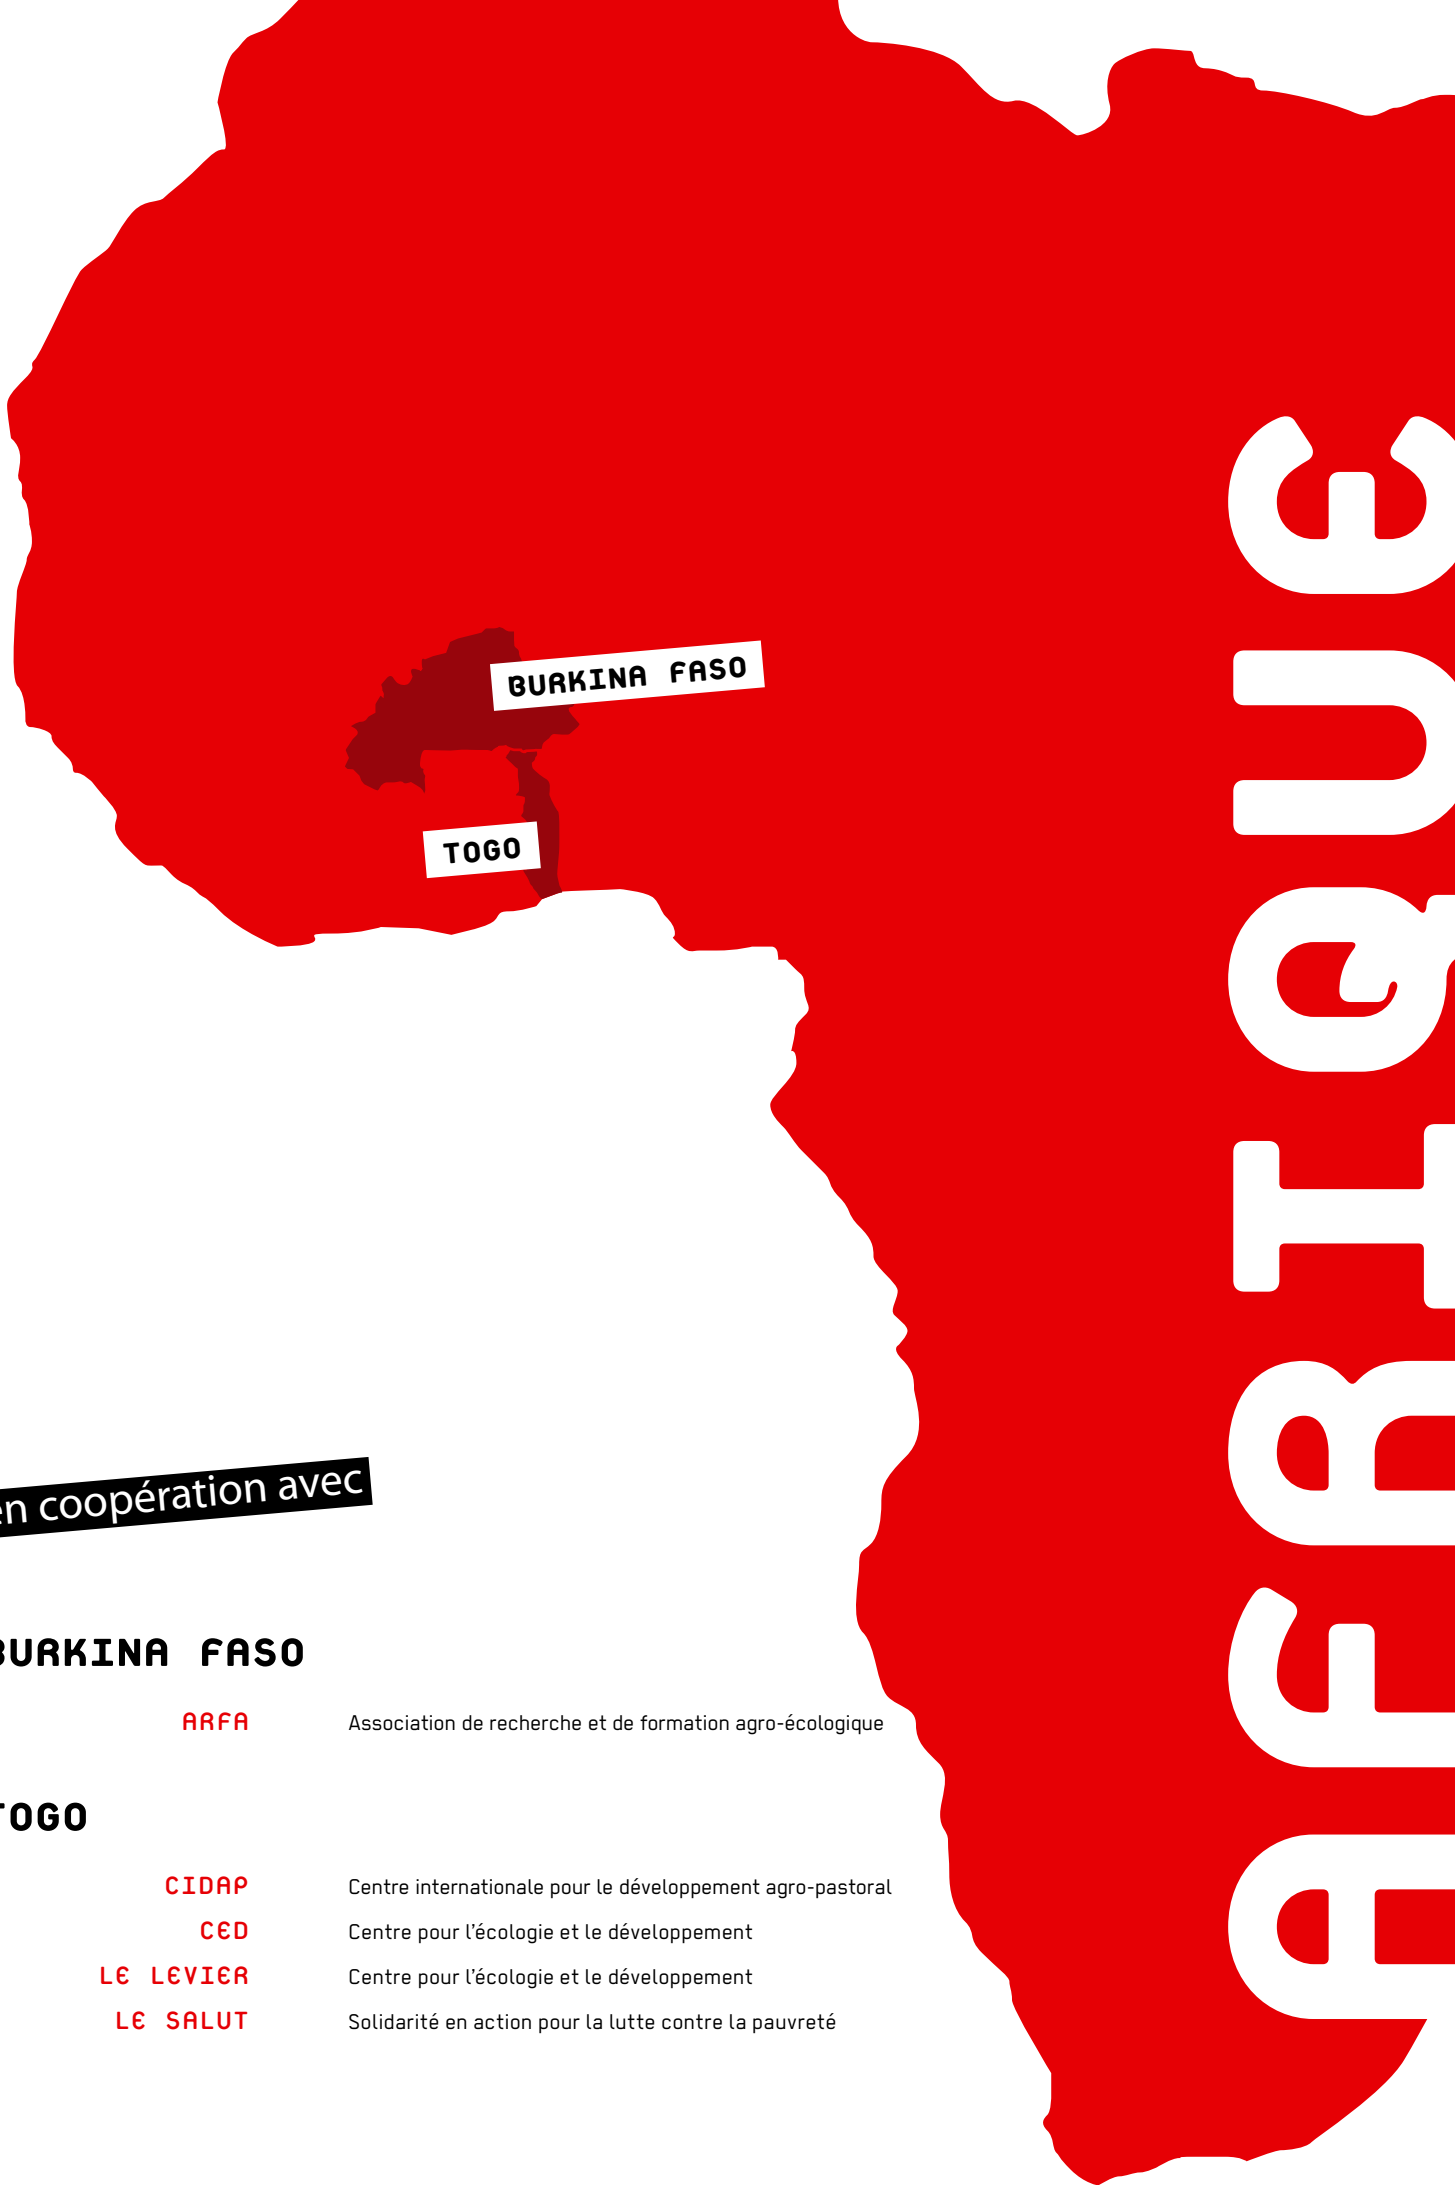 BURKINA FASO
TOGO
AFRIQUE
en coopération avec
BURKINA FASO
ARFA Association de recherche et de formation agro-écologique
TOGO
CIDAP Centre internationale pour le développement agro-pastoral
CED Centre pour l'écologie et le développement
LE LEVIER Centre pour l'écologie et le développement
LE SALUT Solidarité en action pour la lutte contre la pauvreté